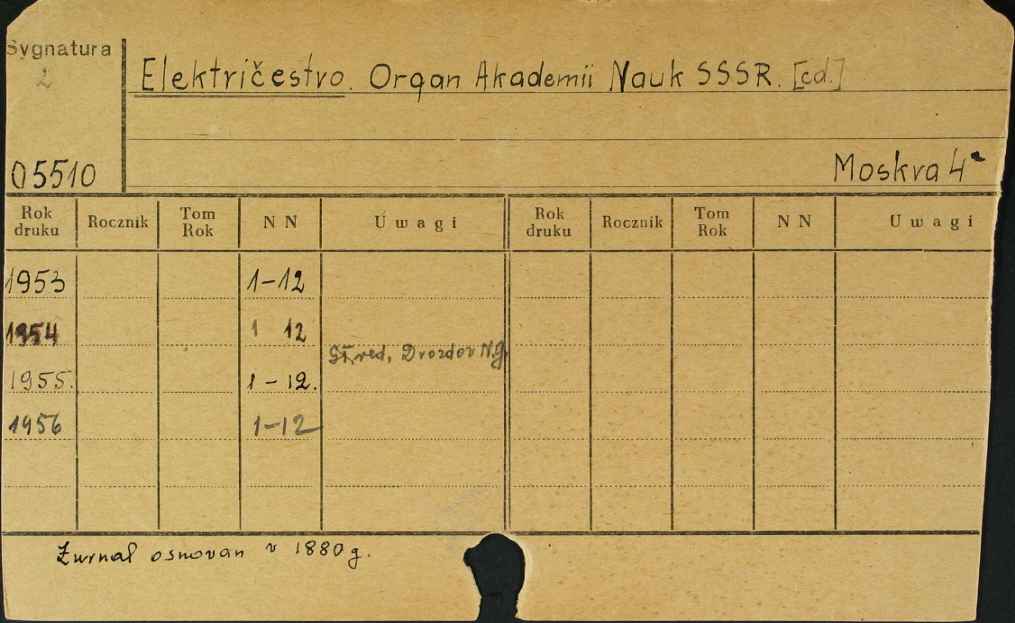 Sygnatura
2
Električestvo. Organ Akademii Nauk SSSR. [cd.]
05510
Moskva 4°
Rok druku Rocznik Tom Rok NN Uwagi Rok druku Rocznik Tom Rok NN Uwagi
1953 1-12
1954 1 12
St. red. Drozdov N.G.
1955. 1-12.
1956 1-12
Žurnal osnovan v 1880 g.